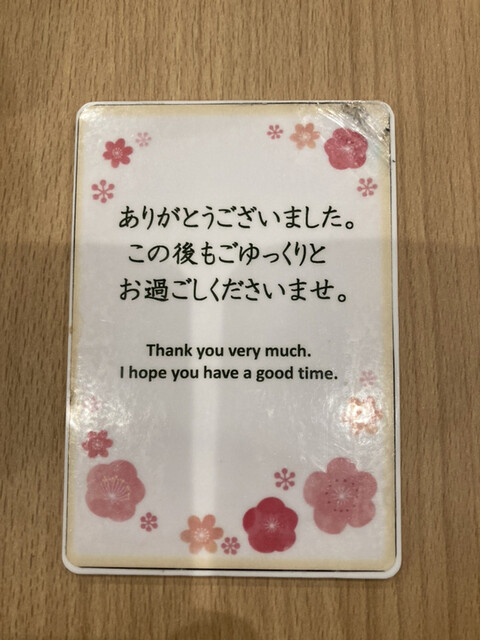 ありがとうございました。
この後もごゆっくりと
お過ごしくださいませ。
Thank you very much.
I hope you have a good time.